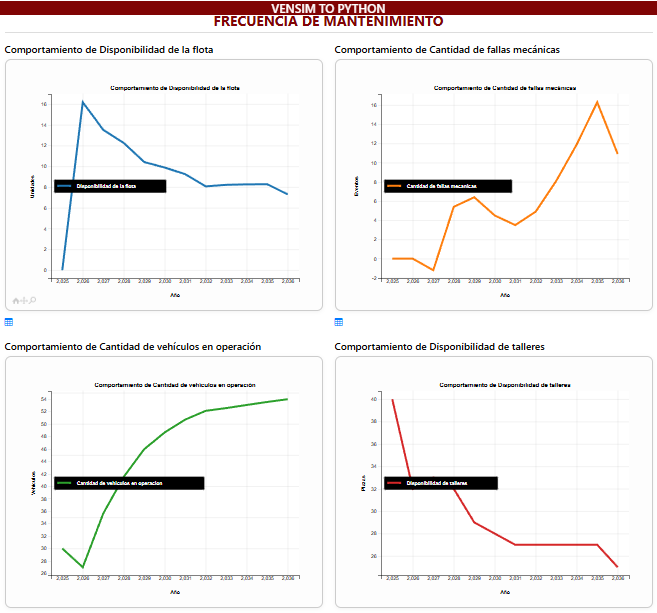 VENSIM TO PYTHON
FRECUENCIA DE MANTENIMIENTO
Comportamiento de Disponibilidad de la flota
Comportamiento de Disponibilidad de la flota
Unidades
16
14
12
10
8
6
4
2
0
Disponibilidad de la flota
2,025 2,026 2,027 2,028 2,029 2,030 2,031 2,032 2,033 2,034 2,035 2,036
Año
Comportamiento de Cantidad de fallas mecánicas
Comportamiento de Cantidad de fallas mecánicas
Eventos
16
14
12
10
8
6
4
2
0
-2
Cantidad de fallas mecanicas
2,025 2,026 2,027 2,028 2,029 2,030 2,031 2,032 2,033 2,034 2,035 2,036
Año
Comportamiento de Cantidad de vehículos en operación
Comportamiento de Cantidad de vehículos en operación
Vehículos
54
52
50
48
46
44
42
40
38
36
34
32
30
28
26
Cantidad de vehiculos en operacion
2,025 2,026 2,027 2,028 2,029 2,030 2,031 2,032 2,033 2,034 2,035 2,036
Año
Comportamiento de Disponibilidad de talleres
Comportamiento de Disponibilidad de talleres
Plazas
40
38
36
34
32
30
28
26
Disponibilidad de talleres
2,025 2,026 2,027 2,028 2,029 2,030 2,031 2,032 2,033 2,034 2,035 2,036
Año